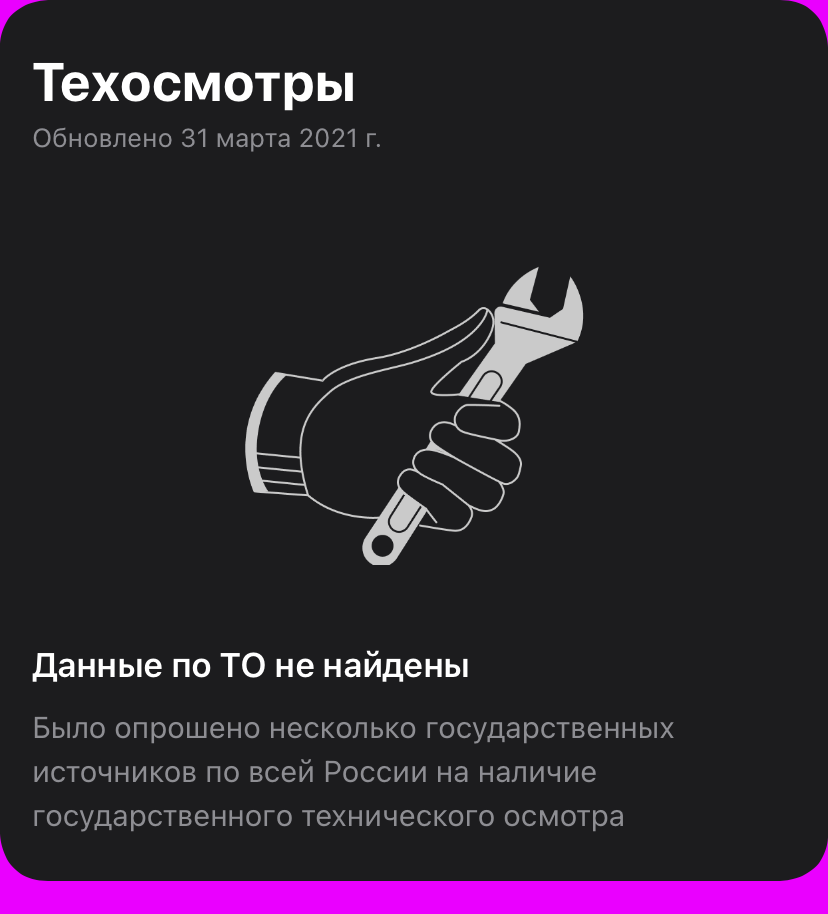 Техосмотры
Обновлено 31 марта 2021 г.
Данные по ТО не найдены
Было опрошено несколько государственных
источников по всей России на наличие
государственного технического осмотра